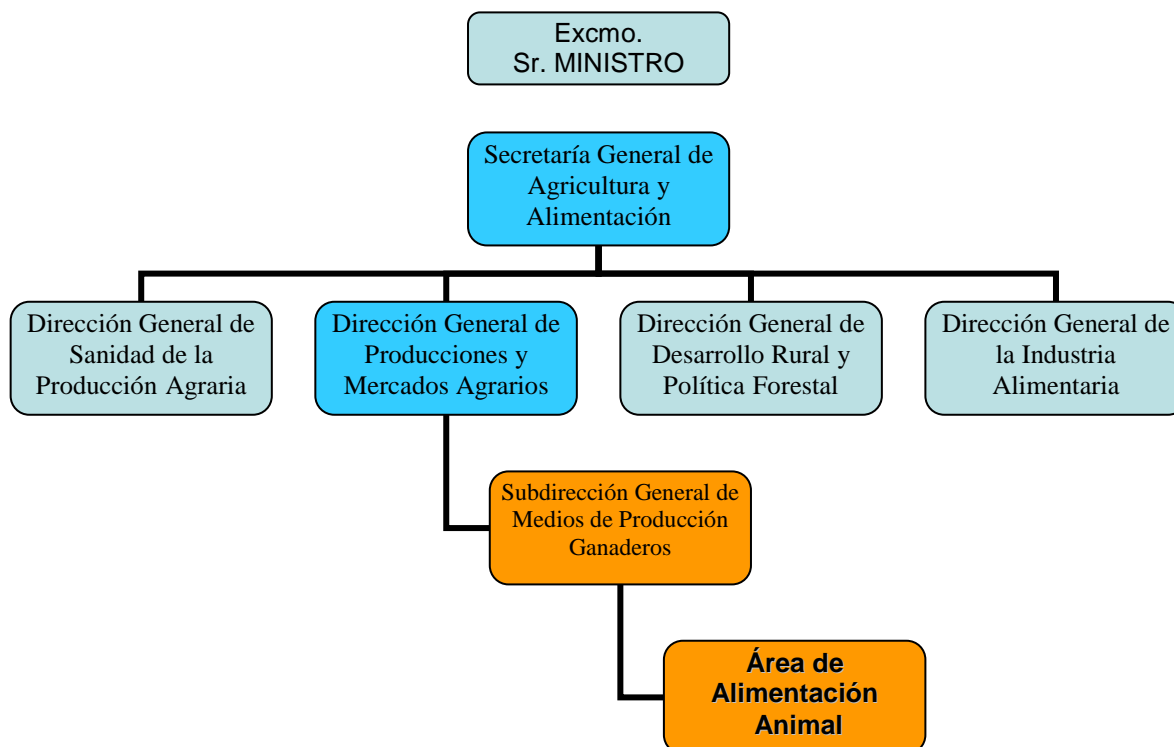 Excmo.
Sr. MINISTRO
Secretaría General de
Agricultura y
Alimentación
Dirección General de
Sanidad de la
Producción Agraria
Dirección General de
Producciones y
Mercados Agrarios
Dirección General de
Desarrollo Rural y
Política Forestal
Dirección General de
la Industria
Alimentaria
Subdirección General de
Medios de Producción
Ganaderos
Área de
Alimentación
Animal